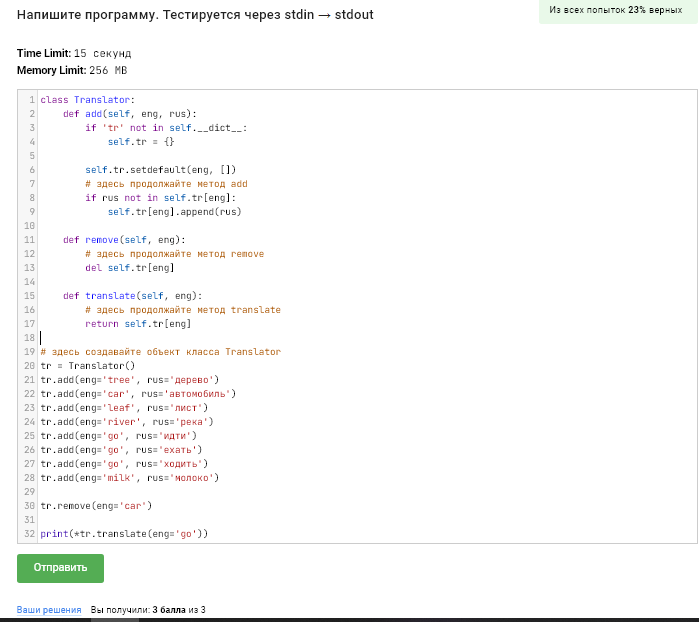 Напишите программу. Тестируется через stdin → stdout
Из всех попыток 23% верных
Time Limit: 15 секунд
Memory Limit: 256 MB
1 class Translator:
2     def add(self, eng, rus):
3         if 'tr' not in self.__dict__:
4             self.tr = {}
5
6         self.tr.setdefault(eng, [])
7         # здесь продолжайте метод add
8         if rus not in self.tr[eng]:
9             self.tr[eng].append(rus)
10
11     def remove(self, eng):
12         # здесь продолжайте метод remove
13         del self.tr[eng]
14
15     def translate(self, eng):
16         # здесь продолжайте метод translate
17         return self.tr[eng]
18
19 # здесь создавайте объект класса Translator
20 tr = Translator()
21 tr.add(eng='tree', rus='дерево')
22 tr.add(eng='car', rus='автомобиль')
23 tr.add(eng='leaf', rus='лист')
24 tr.add(eng='river', rus='река')
25 tr.add(eng='go', rus='идти')
26 tr.add(eng='go', rus='ехать')
27 tr.add(eng='go', rus='ходить')
28 tr.add(eng='milk', rus='молоко')
29
30 tr.remove(eng='car')
31
32 print(*tr.translate(eng='go'))
Отправить
Ваши решения Вы получили: 3 балла из 3